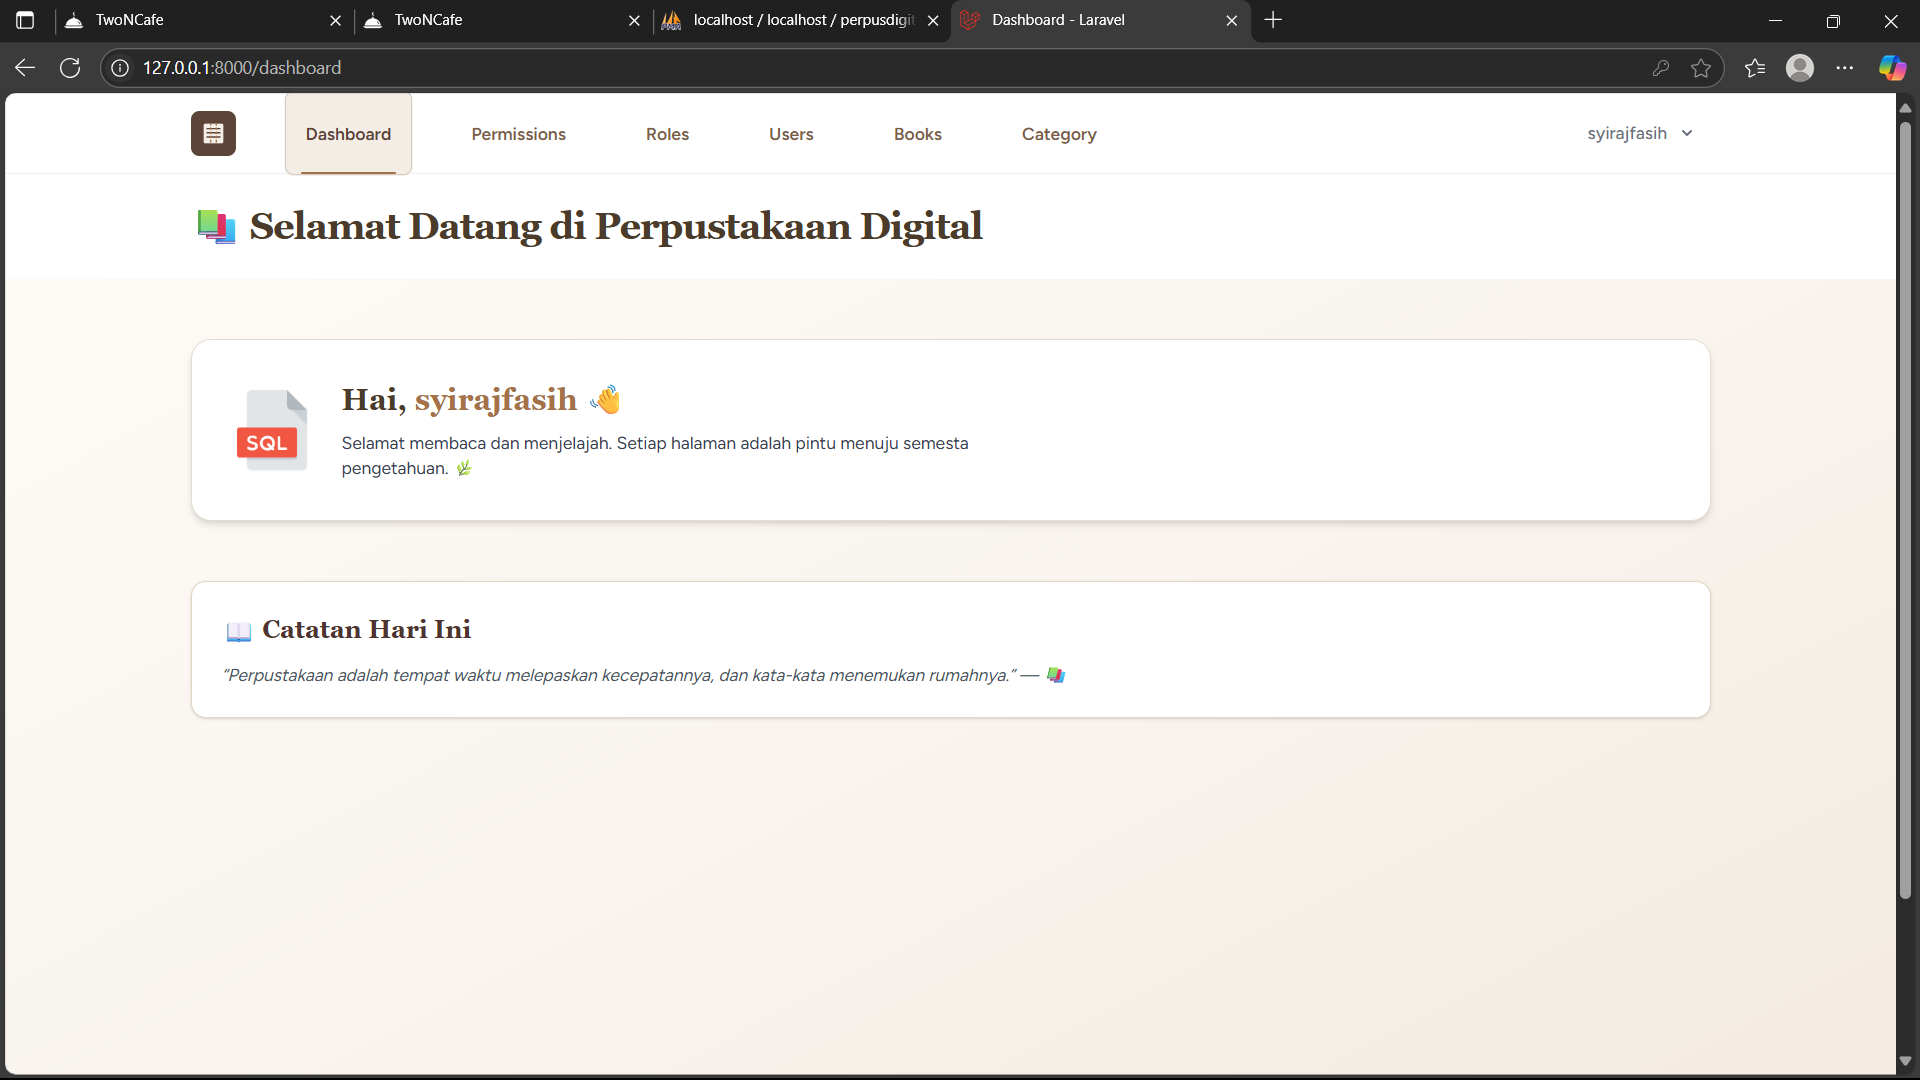 TwoNCafe
TwoNCafe
localhost / localhost / perpusdigit
Dashboard - Laravel
127.0.0.1:8000/dashboard
Dashboard
Permissions
Roles
Users
Books
Category
syirajfasih
📚 Selamat Datang di Perpustakaan Digital
SQL
Hai, syirajfasih 👋
Selamat membaca dan menjelajah. Setiap halaman adalah pintu menuju semesta
pengetahuan. 🌿
📖 Catatan Hari Ini
“Perpustakaan adalah tempat waktu melepaskan kecepatannya, dan kata-kata menemukan rumahnya.” — 📚